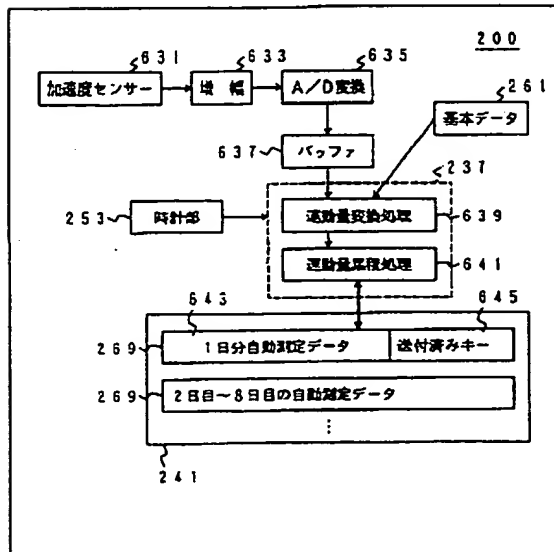 200
631 633 635
加速度センサー 増幅 A/D変換
261
基本データ
637 バッファ
237
253 時計部 運動量変換処理 639
運動量累積処理 641
643 645
269 1日分自動測定データ 送付済みキー
269 2日目~8日目の自動測定データ
241